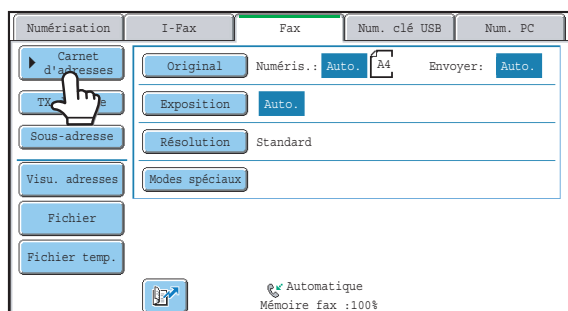 Numérisation I-Fax Fax Num. clé USB Num. PC
Carnet d'adresses
Original Numéris.: Auto. A4 Envoyer: Auto.
TX
Exposition Auto.
Sous-adresse
Résolution Standard
Visu. adresses
Modes spéciaux
Fichier
Fichier temp.
Automatique
Mémoire fax :100%